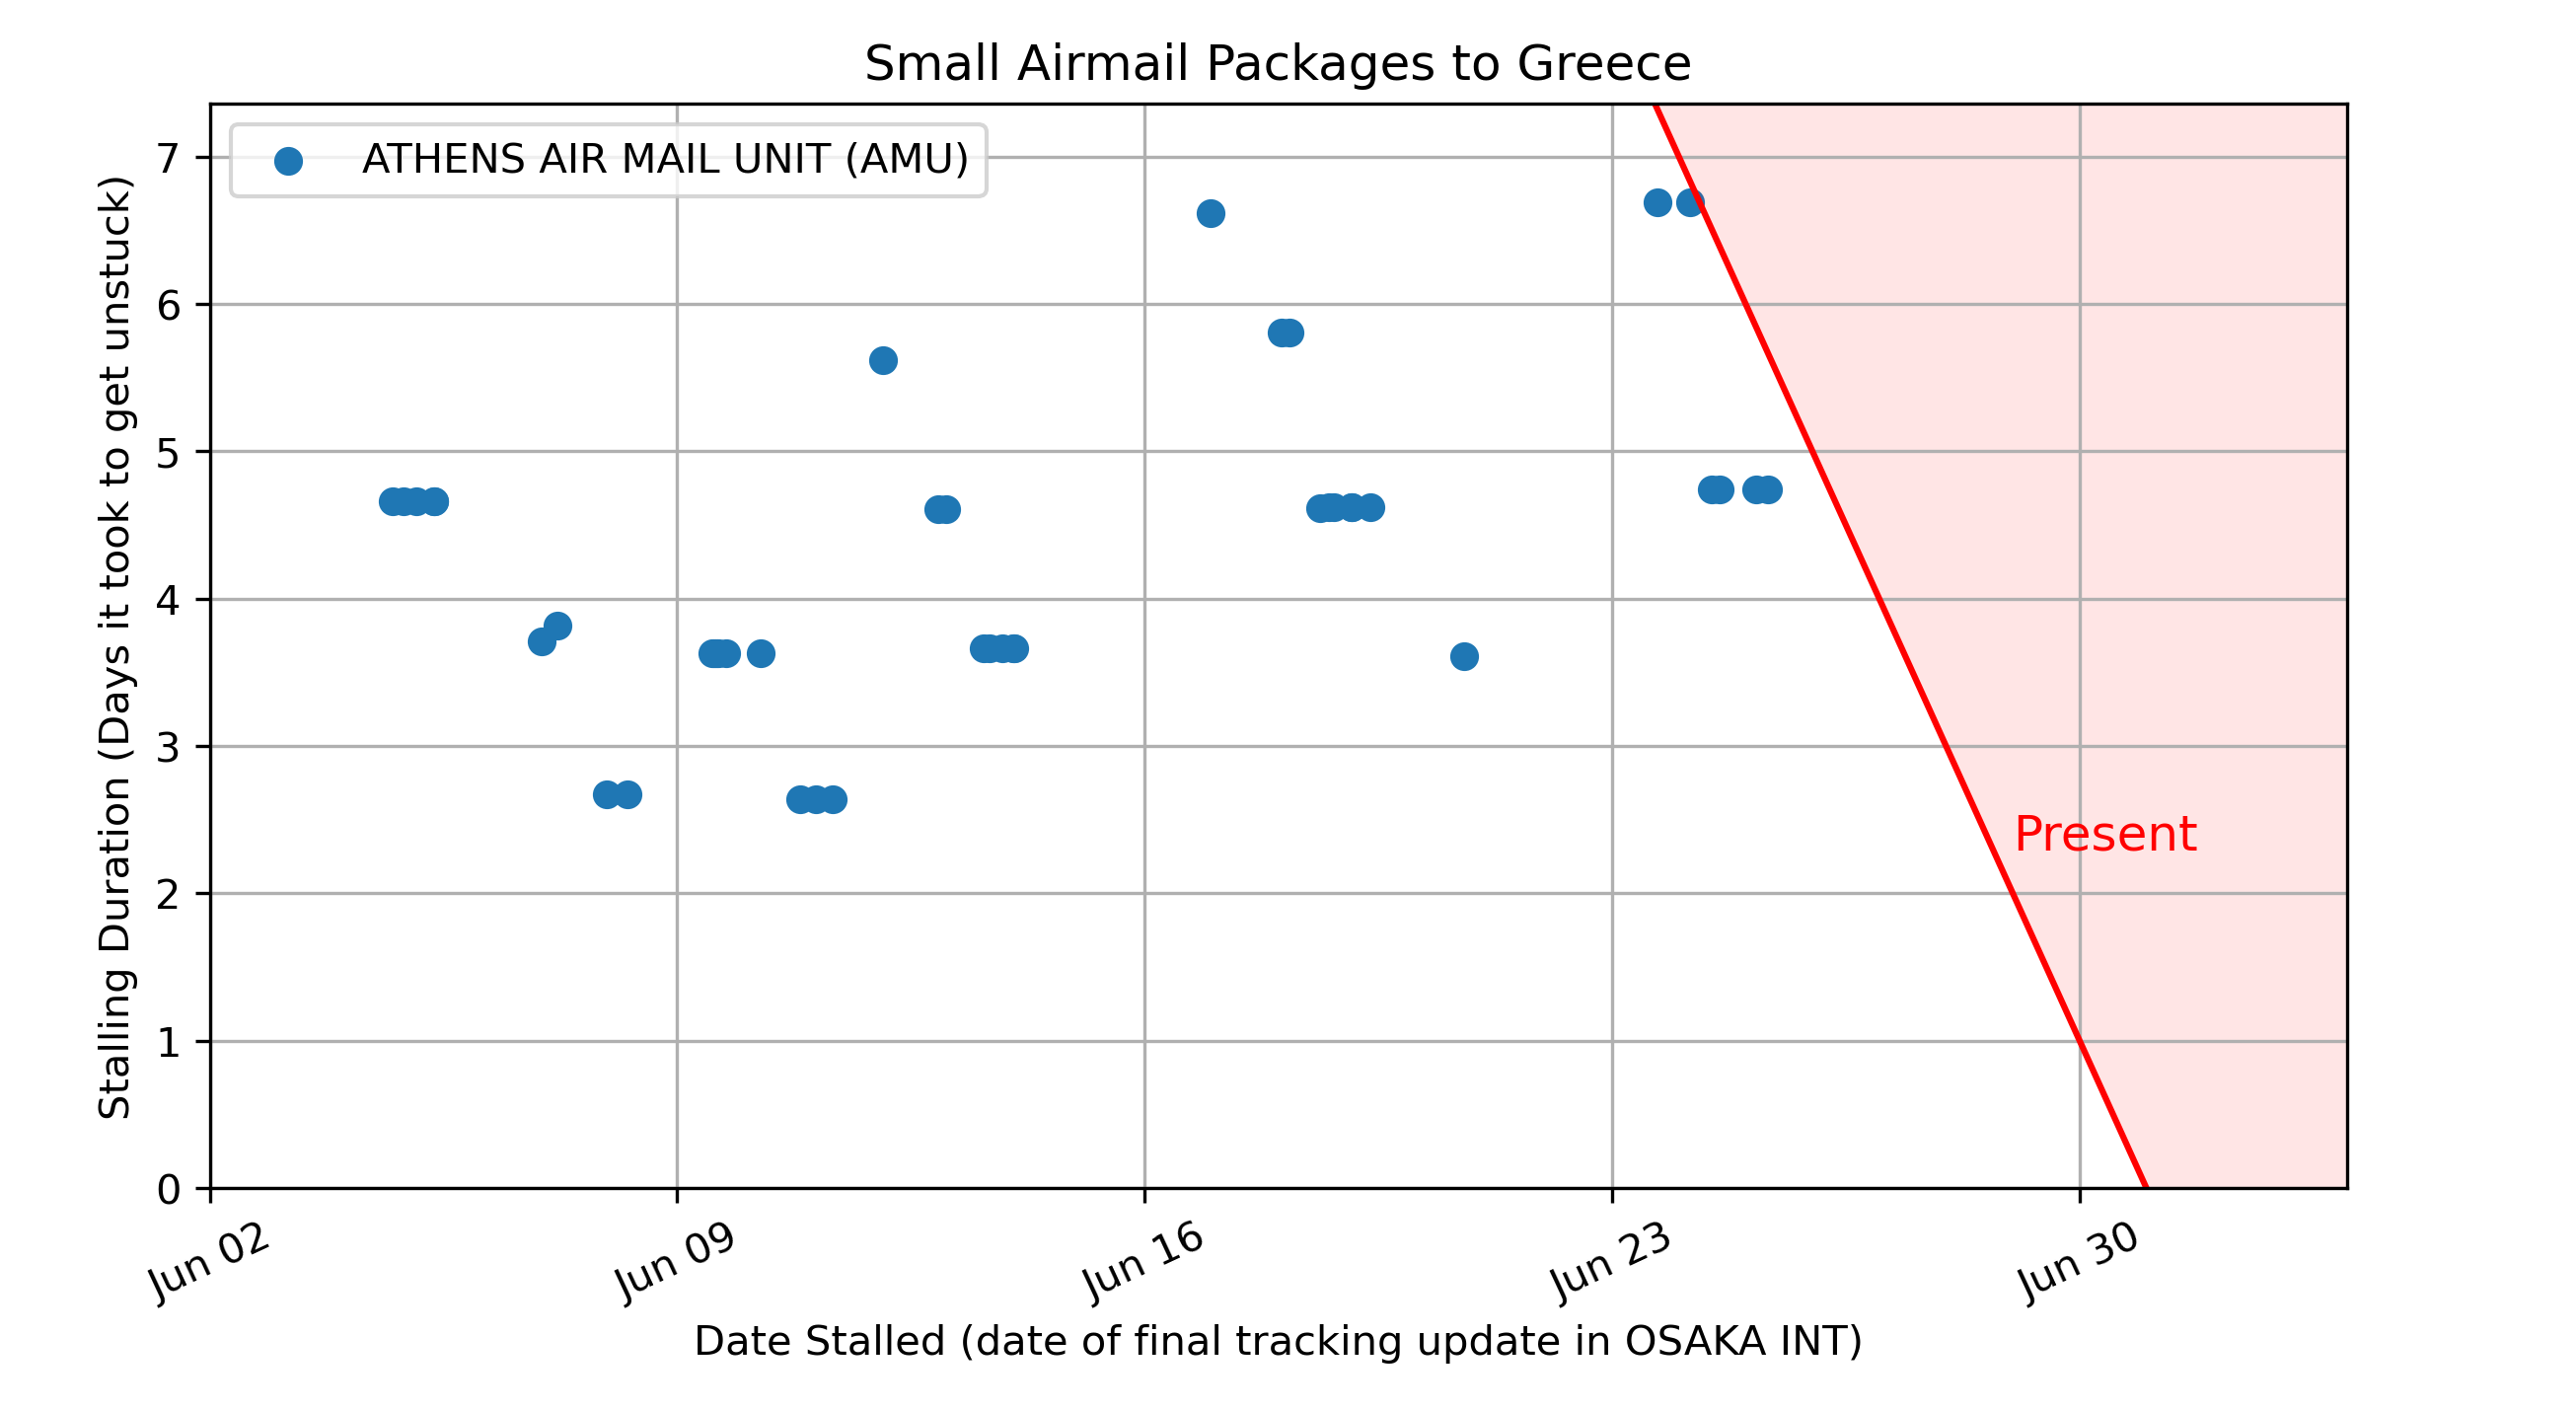 Small Airmail Packages to Greece
ATHENS AIR MAIL UNIT (AMU)
Stalling Duration (Days it took to get unstuck)
7
6
5
4
3
2
1
0
Present
Jun 02
Jun 09
Jun 16
Jun 23
Jun 30
Date Stalled (date of final tracking update in OSAKA INT)